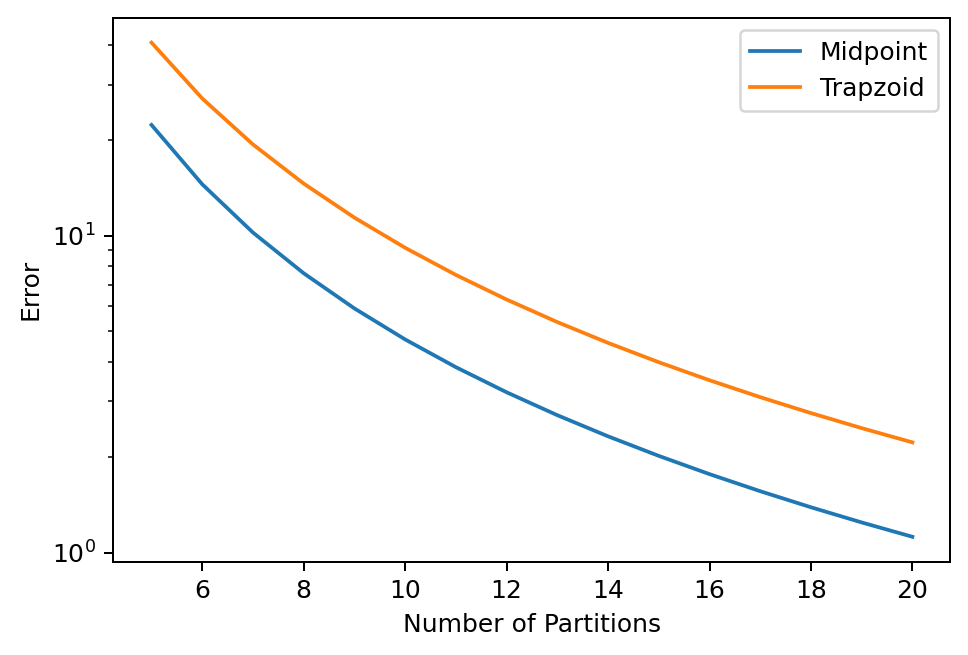 Midpoint
Trapzoid
10¹
10⁰
Error
6 8 10 12 14 16 18 20
Number of Partitions